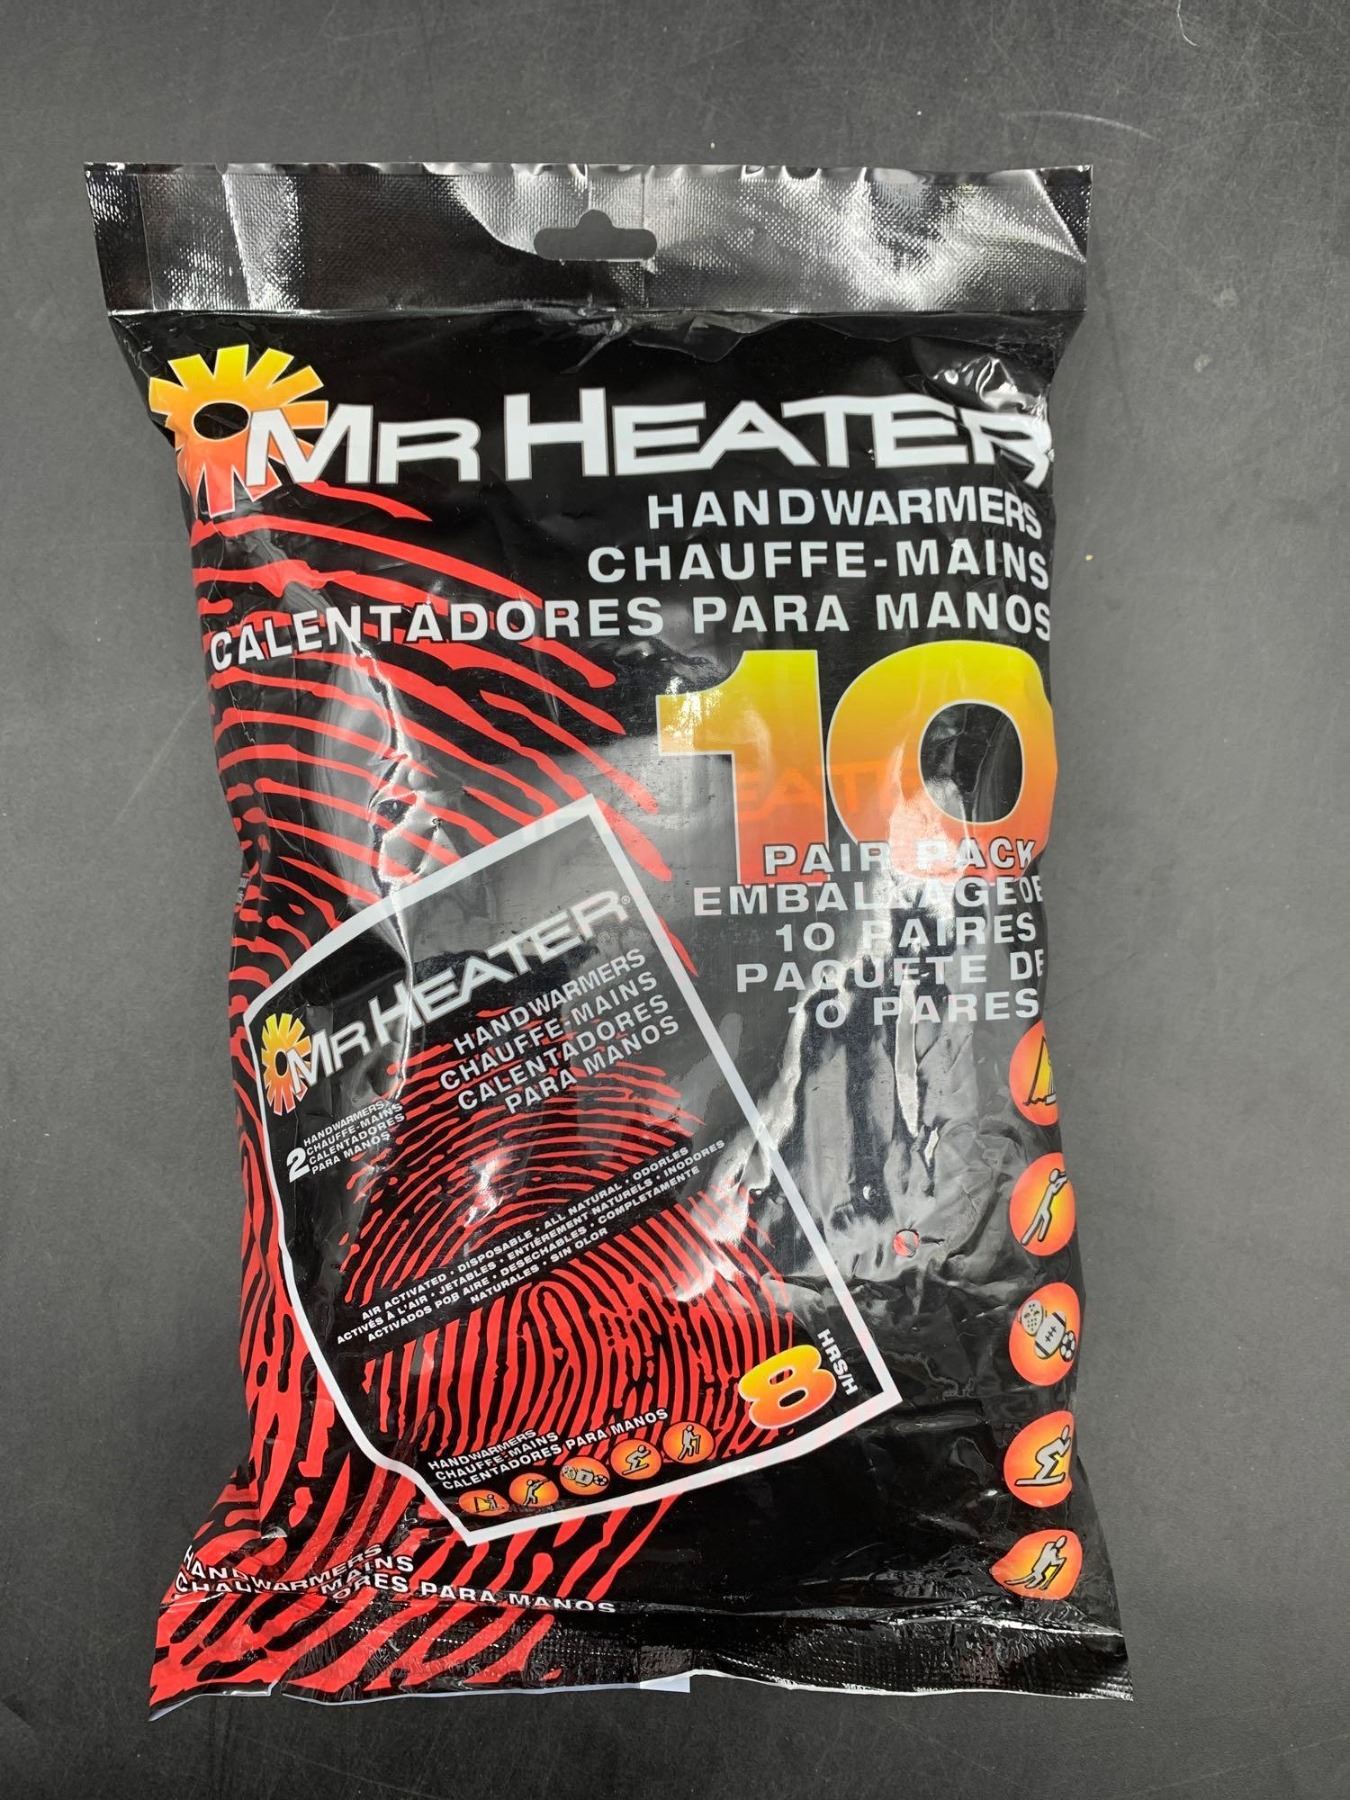 MR HEATER
HANDWARMERS
CHAUFFE-MAINS
CALENTADORES PARA MANOS
10
PAIR PACK
EMBALLAGE DE
10 PAIRES
PAQUETE DE
10 PARES
MR HEATER®
HANDWARMERS
CHAUFFE-MAINS
CALENTADORES
PARA MANOS
2
HANDWARMERS
CHAUFFE-MAINS
CALENTADORES
PARA MANOS
AIR ACTIVATED • DISPOSABLE • ALL NATURAL • ODORLES
ACTIVÉS À L'AIR • JETABLES • ENTIÈREMENT NATURELS • INODORES
ACTIVADOS POR AIRE • DESECHABLES • COMPLETAMENTE
NATURALES • SIN OLOR
8 HRS/H
HANDWARMERS
CHAUFFE-MAINS
CALENTADORES PARA MANOS
HANDWARMERS
MAINS
ORES PARA MANOS